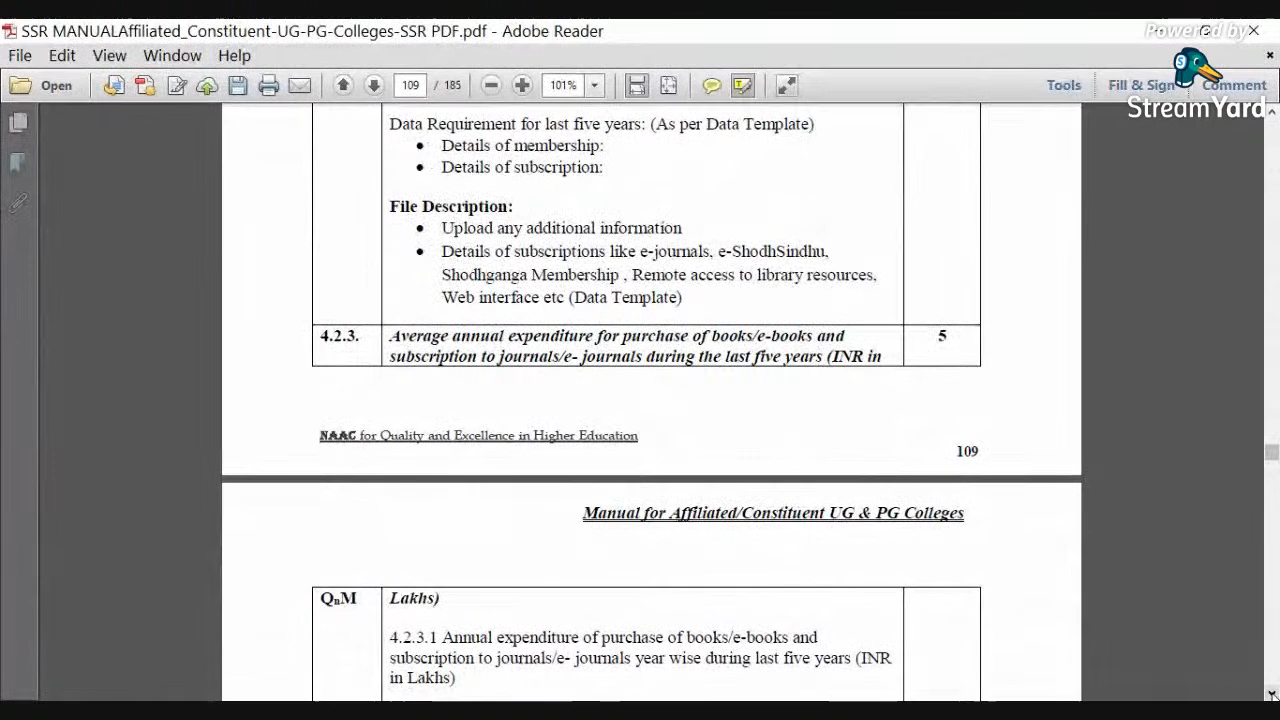 SSR MANUALAffiliated_Constituent-UG-PG-Colleges-SSR PDF.pdf - Adobe Reader
Powered by
File Edit View Window Help
Open 109 / 185 101% Tools Fill & Sign Comment
StreamYard
Data Requirement for last five years: (As per Data Template)
• Details of membership:
• Details of subscription:
File Description:
• Upload any additional information
• Details of subscriptions like e-journals, e-ShodhSindhu,
Shodhganga Membership , Remote access to library resources,
Web interface etc (Data Template)
4.2.3. Average annual expenditure for purchase of books/e-books and 5
subscription to journals/e- journals during the last five years (INR in
NAAC for Quality and Excellence in Higher Education
109
Manual for Affiliated/Constituent UG & PG Colleges
QnM Lakhs)
4.2.3.1 Annual expenditure of purchase of books/e-books and
subscription to journals/e- journals year wise during last five years (INR
in Lakhs)